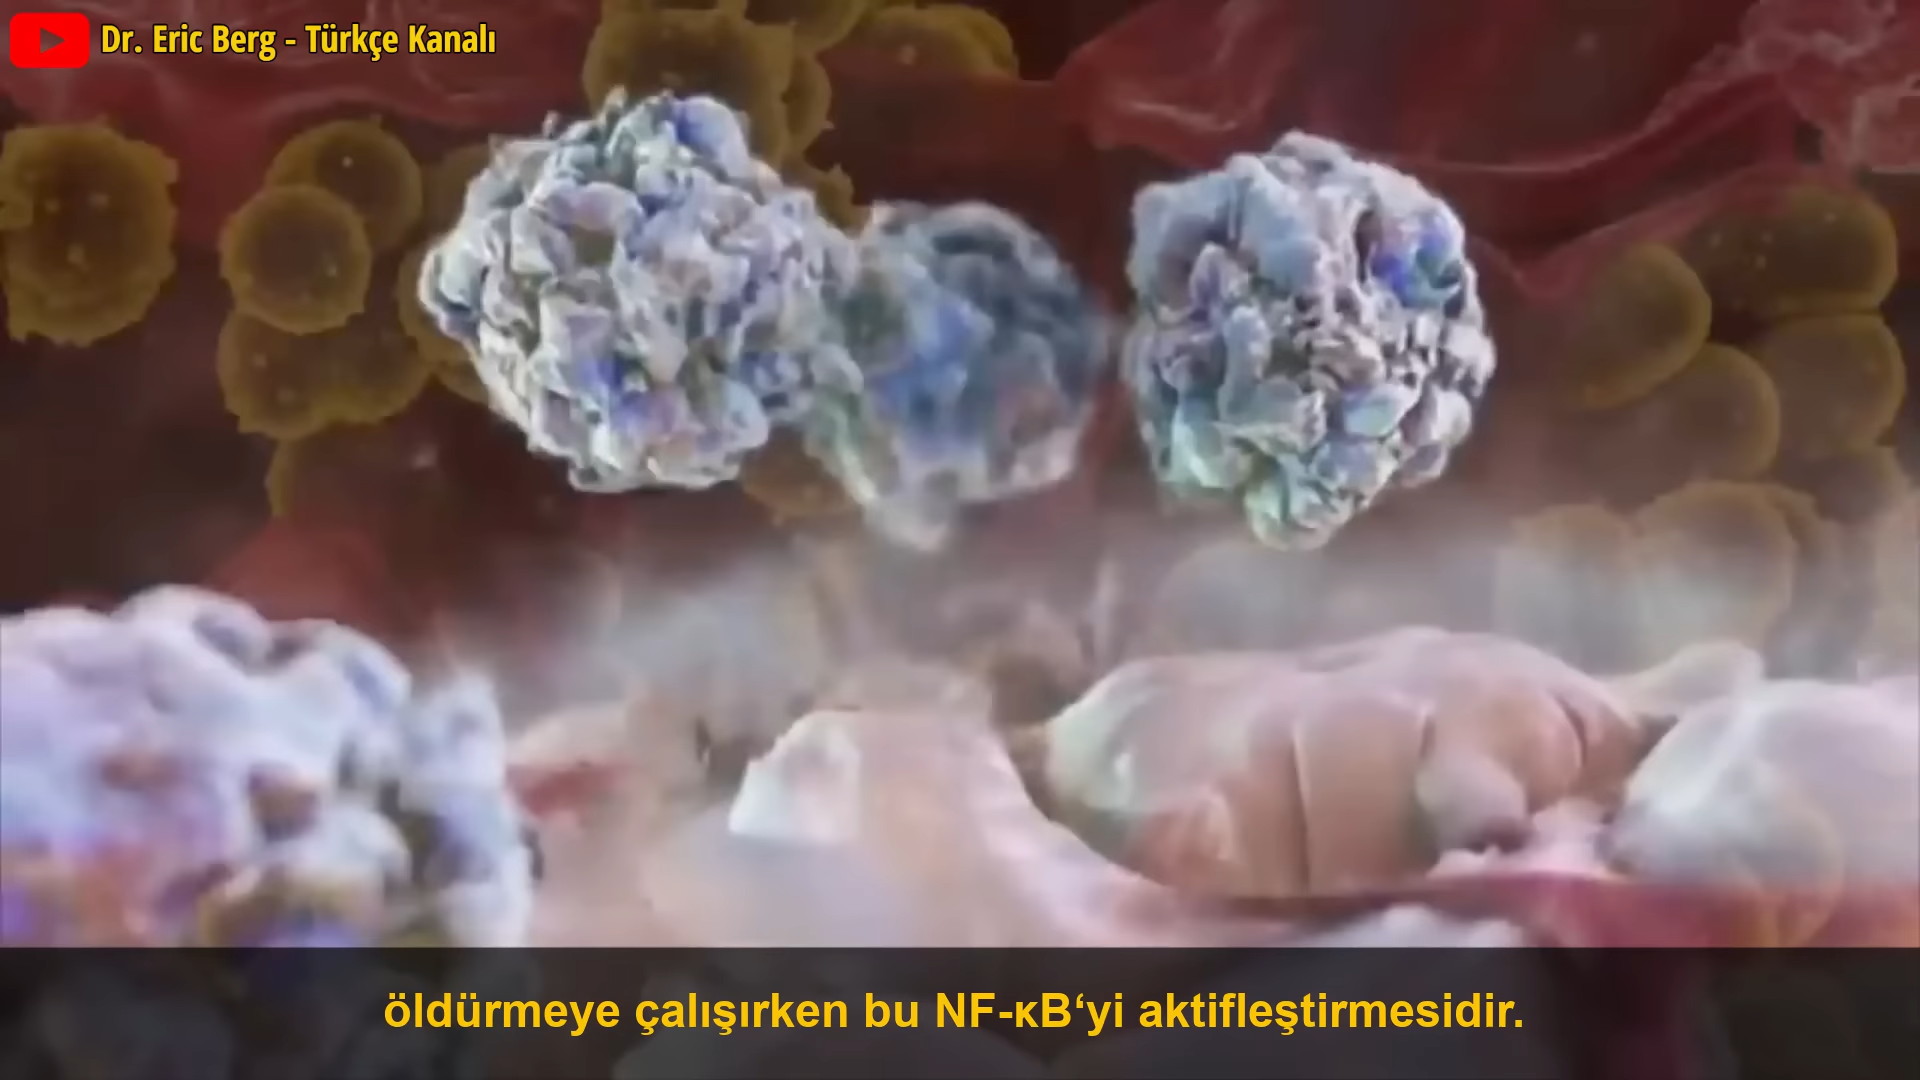 Dr. Eric Berg - Türkçe Kanalı
öldürmeye çalışırken bu NF-κB‘yi aktifleştirmesidir.